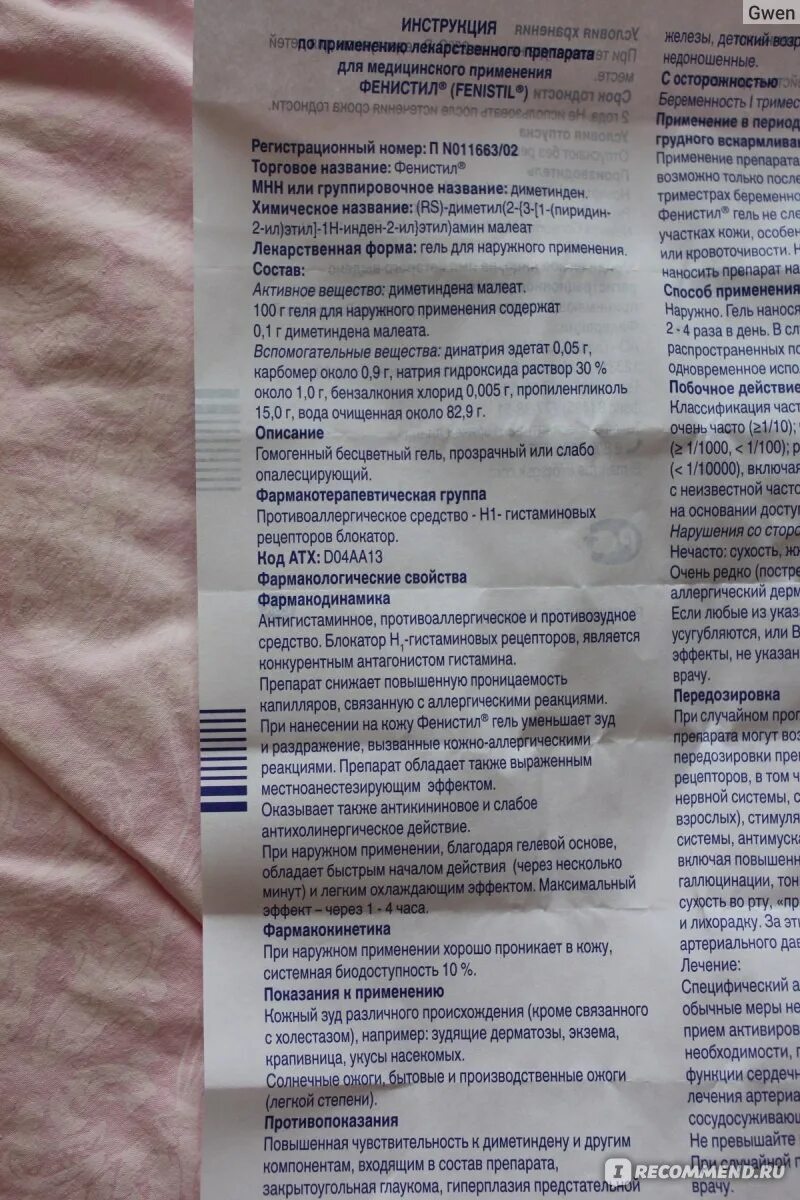 Gwen
ИНСТРУКЦИЯ
по применению лекарственного препарата
для медицинского применения
ФЕНИСТИЛ® (FENISTIL®)
Регистрационный номер: П N011663/02
Торговое название: Фенистил®
МНН или группировочное название: диметинден.
Химическое название: (RS)-диметил(2-{3-[1-(пиридин-
2-ил)этил]-1H-инден-2-ил}этил)амин малеат
Лекарственная форма: гель для наружного применения.
Состав:
Активное вещество: диметиндена малеат.
100 г геля для наружного применения содержат
0,1 г диметиндена малеата.
Вспомогательные вещества: динатрия эдетат 0,05 г,
карбомер около 0,9 г, натрия гидроксида раствор 30 %
около 1,0 г, бензалкония хлорид 0,005 г, пропиленгликоль
15,0 г, вода очищенная около 82,9 г.
Описание
Гомогенный бесцветный гель, прозрачный или слабо
опалесцирующий.
Фармакотерапевтическая группа
Противоаллергическое средство - H1- гистаминовых
рецепторов блокатор.
Код АТХ: D04AA13
Фармакологические свойства
Фармакодинамика
Антигистаминное, противоаллергическое и противозудное
средство. Блокатор H1-гистаминовых рецепторов, является
конкурентным антагонистом гистамина.
Препарат снижает повышенную проницаемость
капилляров, связанную с аллергическими реакциями.
При нанесении на кожу Фенистил® гель уменьшает зуд
и раздражение, вызванные кожно-аллергическими
реакциями. Препарат обладает также выраженным
местноанестезирующим эффектом.
Оказывает также антикининовое и слабое
антихолинергическое действие.
При наружном применении, благодаря гелевой основе,
обладает быстрым началом действия (через несколько
минут) и легким охлаждающим эффектом. Максимальный
эффект – через 1 - 4 часа.
Фармакокинетика
При наружном применении хорошо проникает в кожу,
системная биодоступность 10 %.
Показания к применению
Кожный зуд различного происхождения (кроме связанного
с холестазом), например: зудящие дерматозы, экзема,
крапивница, укусы насекомых.
Солнечные ожоги, бытовые и производственные ожоги
(легкой степени).
Противопоказания
Повышенная чувствительность к диметиндену и другим
компонентам, входящим в состав препарата,
закрытоугольная глаукома, гиперплазия предстательной
железы, детский возр
недоношенные.
С осторожностью
Беременность I тримес
Применение в период
грудного вскармлива
Применение препарата
возможно только после
триместрах беременно
Фенистил® гель не сле
участках кожи, особен
или кровоточивости. Н
наносить препарат на
Способ применения
Наружно. Гель нанося
2 - 4 раза в день. В сл
распространенных по
одновременное испо
Побочное действие
Классификация част
очень часто (≥1/10);
(≥ 1/1000, < 1/100); р
(< 1/10000), включая
с неизвестной часто
на основании досту
Нарушения со сторо
Нечасто: сухость, жж
Очень редко (постре
аллергический дерм
Если любые из указа
усугубляются, или В
эффекты, не указан
врачу.
Передозировка
При случайном прог
препарата могут воз
передозировки пре
рецепторов, в том ч
нервной системы, с
взрослых), стимуля
системы, антимуска
включая повышенн
галлюцинации, тон
сухость во рту, «пр
и лихорадку. За эт
артериального дав
Лечение:
Специфический а
обычные меры не
прием активиров
необходимости, п
функции сердечн
лечения артериа
сосудосуживающ
Не превышайте
При случайной п
врачу.
IRECOMMEND.RU